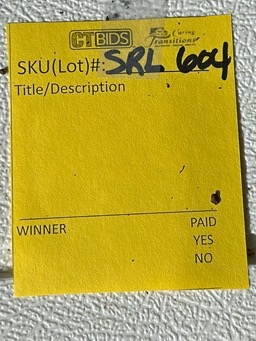 CTBIDS Caring Transitions
SKU(Lot)#: SRL 604
Title/Description
WINNER PAID
YES
NO